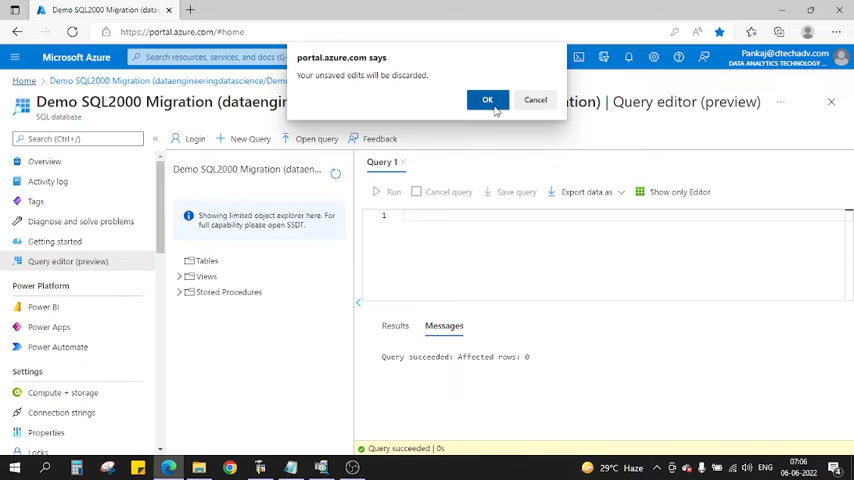 Demo SQL2000 Migration (data
https://portal.azure.com/#home
Microsoft Azure
Search resources, services, and
Pankaj@dtechadv.com
DATA ANALYTICS TECHNOLOGY
portal.azure.com says
Your unsaved edits will be discarded.
OK
Cancel
Home
Demo SQL2000 Migration (dataengineeringdatascience/Demo
Demo SQL2000 Migration (dataengin
ation) | Query editor (preview)
SQL database
Search (Ctrl+/)
Login
New Query
Open query
Feedback
Overview
Activity log
Tags
Diagnose and solve problems
Getting started
Query editor (preview)
Power Platform
Power BI
Power Apps
Power Automate
Settings
Compute + storage
Connection strings
Properties
Locks
Demo SQL2000 Migration (dataen...
Showing limited object explorer here. For
full capability please open SSDT.
Tables
Views
Stored Procedures
Query 1
Run
Cancel query
Save query
Export data as
Show only Editor
1
Results
Messages
Query succeeded: Affected rows: 0
Query succeeded | 0s
29°C Haze
ENG
07:06
06-06-2022